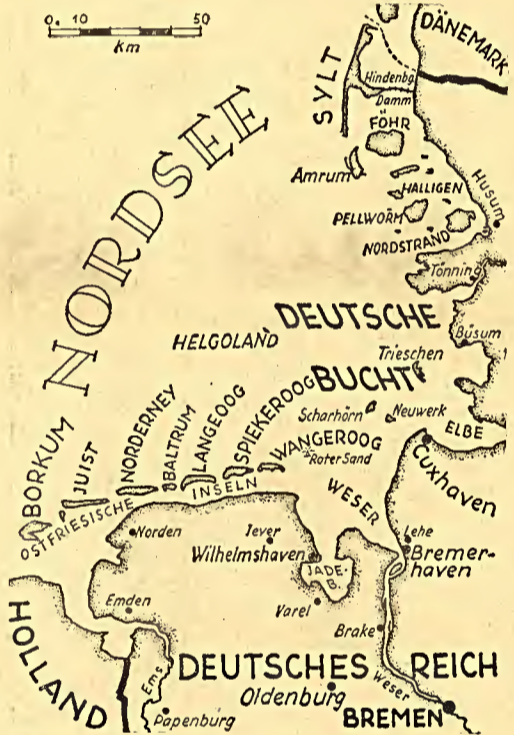 0. 10 50
km
DÄNEMARK
SYLT
Hindenbg.
Damm
FÖHR
Amrum
HALLIGEN
Husum
PELLWORM
NORDSTRAND
Tönning
NORDSEE
DEUTSCHE
BUCHT
HELGOLAND
Büsum
Trieschen
Scharhörn
Neuwerk
ELBE
BORKUM
JUIST
NORDERNEY
BALTRUM
LANGEOOG
SPIEKEROOG
WANGEROOG
Roter Sand
OSTFRIESISCHE INSELN
WESER
Cuxhaven
Norden
Jever
Wilhelmshaven
Lehe
Bremer-
haven
JADE-
B.
Emden
Varel
Brake
HOLLAND
Ems
DEUTSCHES REICH
Oldenburg
Weser
Papenburg
BREMEN